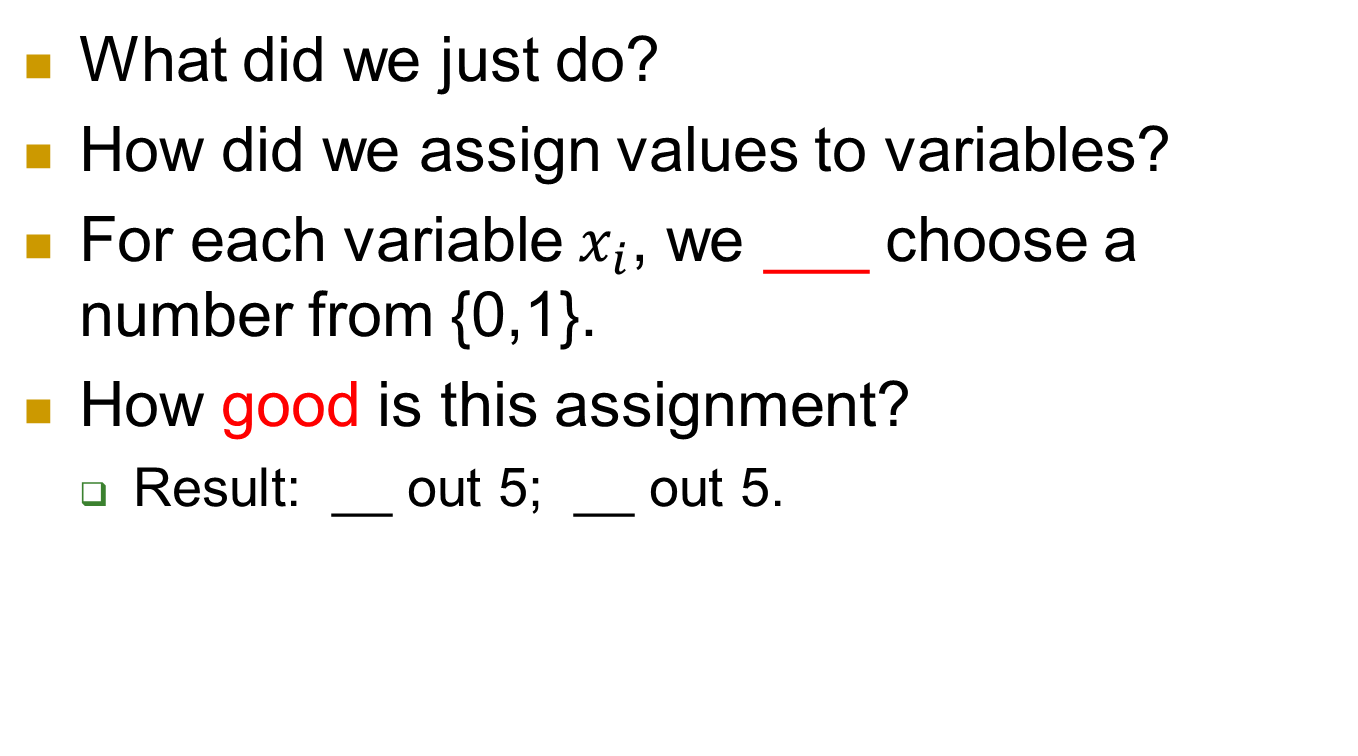 What did we just do?
How did we assign values to variables?
For each variable 𝑥ᵢ, we ____ choose a
number from {0,1}.
How good is this assignment?
Result: __ out 5; __ out 5.